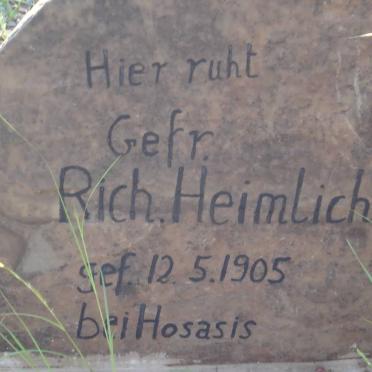 Hier ruht
Gefr.
Rich. Heimlich
gef. 12. 5. 1905
bei Hosasis